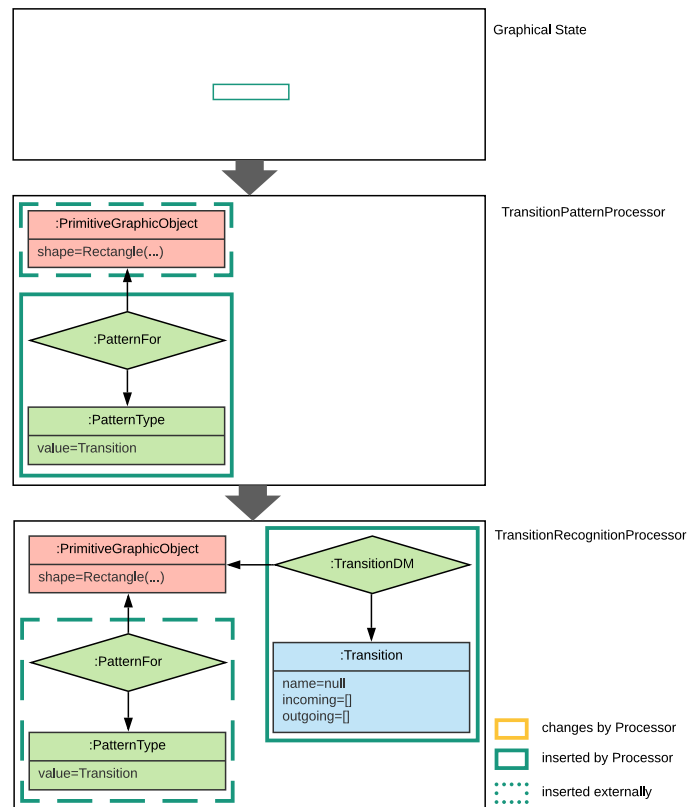 Graphical State
TransitionPatternProcessor
:PrimitiveGraphicObject
shape=Rectangle(...)
:PatternFor
:PatternType
value=Transition
TransitionRecognitionProcessor
:PrimitiveGraphicObject
shape=Rectangle(...)
:TransitionDM
:PatternFor
:Transition
name=null
incoming=[]
outgoing=[]
:PatternType
value=Transition
changes by Processor
inserted by Processor
inserted externally